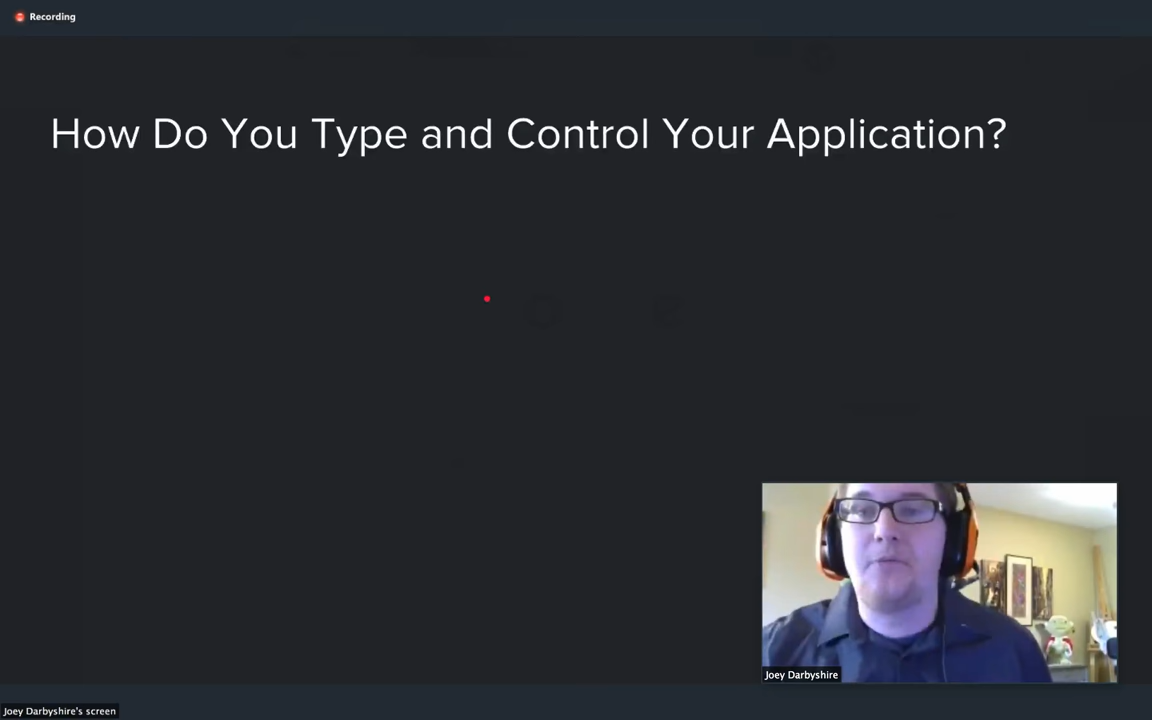 Recording
How Do You Type and Control Your Application?
Joey Darbyshire
Joey Darbyshire's screen